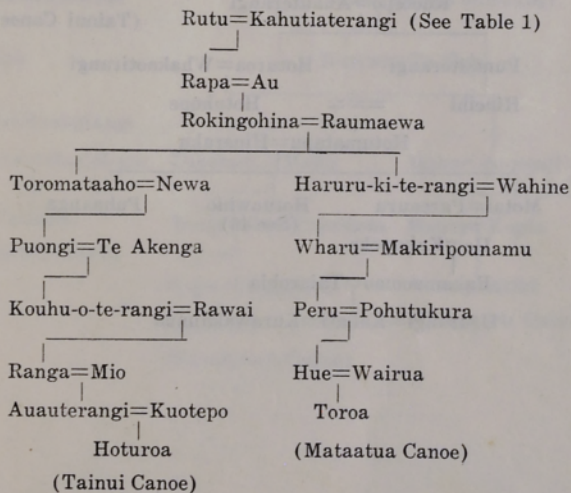 Rutu=Kahutiaterangi (See Table 1)
Rapa=Au
Rokingohina=Raumaewa
Toromataaho=Newa Haruru-ki-te-rangi=Wahine
Puongi=Te Akenga Wharu=Makiripounamu
Kouhu-o-te-rangi=Rawai Peru=Pohutukura
Ranga=Mio Hue=Wairua
Auauterangi=Kuotepo Toroa
Hoturoa (Mataatua Canoe)
(Tainui Canoe)